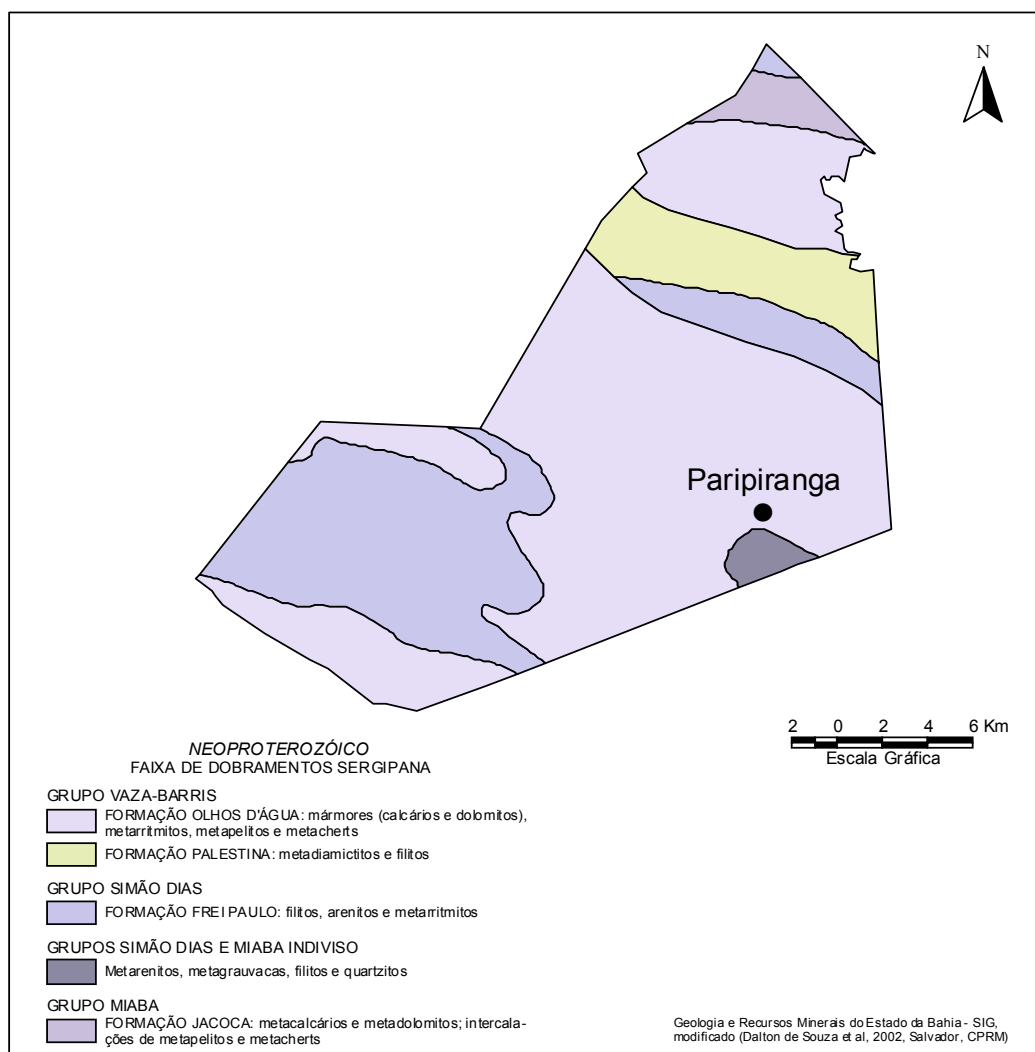 N
Paripiranga
2 0 2 4 6 Km
Escala Gráfica
NEOPROTEROZÓICO
FAIXA DE DOBRAMENTOS SERGIPANA
GRUPO VAZA-BARRIS
FORMAÇÃO OLHOS D'ÁGUA: mármores (calcários e dolomitos),
metarritmitos, metapelitos e metacherts
FORMAÇÃO PALESTINA: metadiamictitos e filitos
GRUPO SIMÃO DIAS
FORMAÇÃO FREI PAULO: filitos, arenitos e metarritmitos
GRUPOS SIMÃO DIAS E MIABA INDIVISO
Metarenitos, metagrauvacas, filitos e quartzitos
GRUPO MIABA
FORMAÇÃO JACOCA: metacalcários e metadolomitos; intercala-
ções de metapelitos e metacherts
Geologia e Recursos Minerais do Estado da Bahia - SIG,
modificado (Dalton de Souza et al, 2002, Salvador, CPRM)